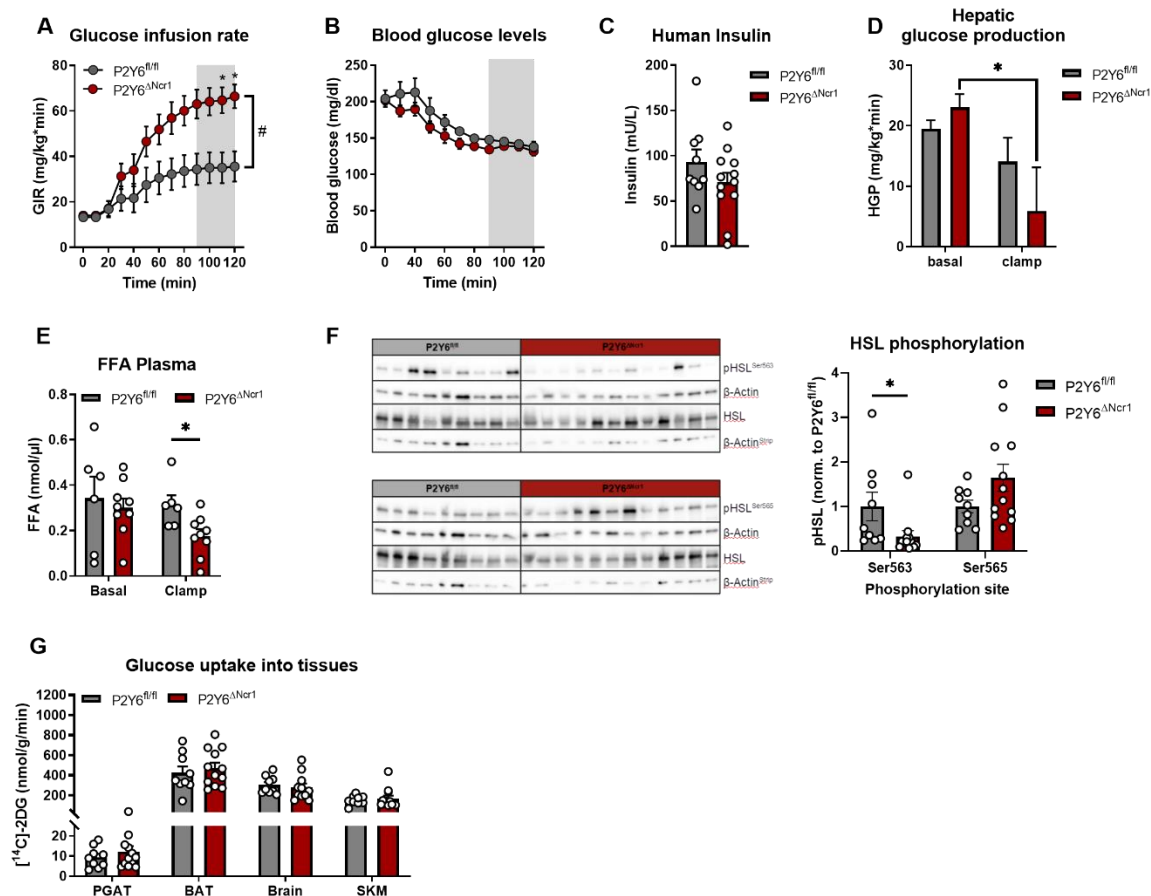 A
Glucose infusion rate
P2Y6fl/fl
P2Y6ΔNcr1
GIR (mg/kg*min)
80
60
40
20
0
* *
#
0 20 40 60 80 100 120
Time (min)
B
Blood glucose levels
Blood glucose (mg/dl)
250
200
150
100
50
0
0 20 40 60 80 100 120
Time (min)
C
Human Insulin
P2Y6fl/fl
P2Y6ΔNcr1
Insulin (mU/L)
200
150
100
50
0
D
Hepatic
glucose production
P2Y6fl/fl
P2Y6ΔNcr1
HGP (mg/kg*min)
30
20
10
0
*
basal clamp
E
FFA Plasma
P2Y6fl/fl P2Y6ΔNcr1
FFA (nmol/µl)
0.8
0.6
0.4
0.2
0.0
*
Basal Clamp
F
P2Y6fl/fl P2Y6ΔNcr1
pHSLSer563
β-Actin
HSL
β-ActinStrip
P2Y6fl/fl P2Y6ΔNcr1
pHSLSer565
β-Actin
HSL
β-ActinStrip
HSL phosphorylation
P2Y6fl/fl
P2Y6ΔNcr1
pHSL (norm. to P2Y6fl/fl)
4
3
2
1
0
*
Ser563 Ser565
Phosphorylation site
G
Glucose uptake into tissues
P2Y6fl/fl P2Y6ΔNcr1
[14C]-2DG (nmol/g/min)
1200
1000
800
600
400
200
20
10
0
PGAT BAT Brain SKM